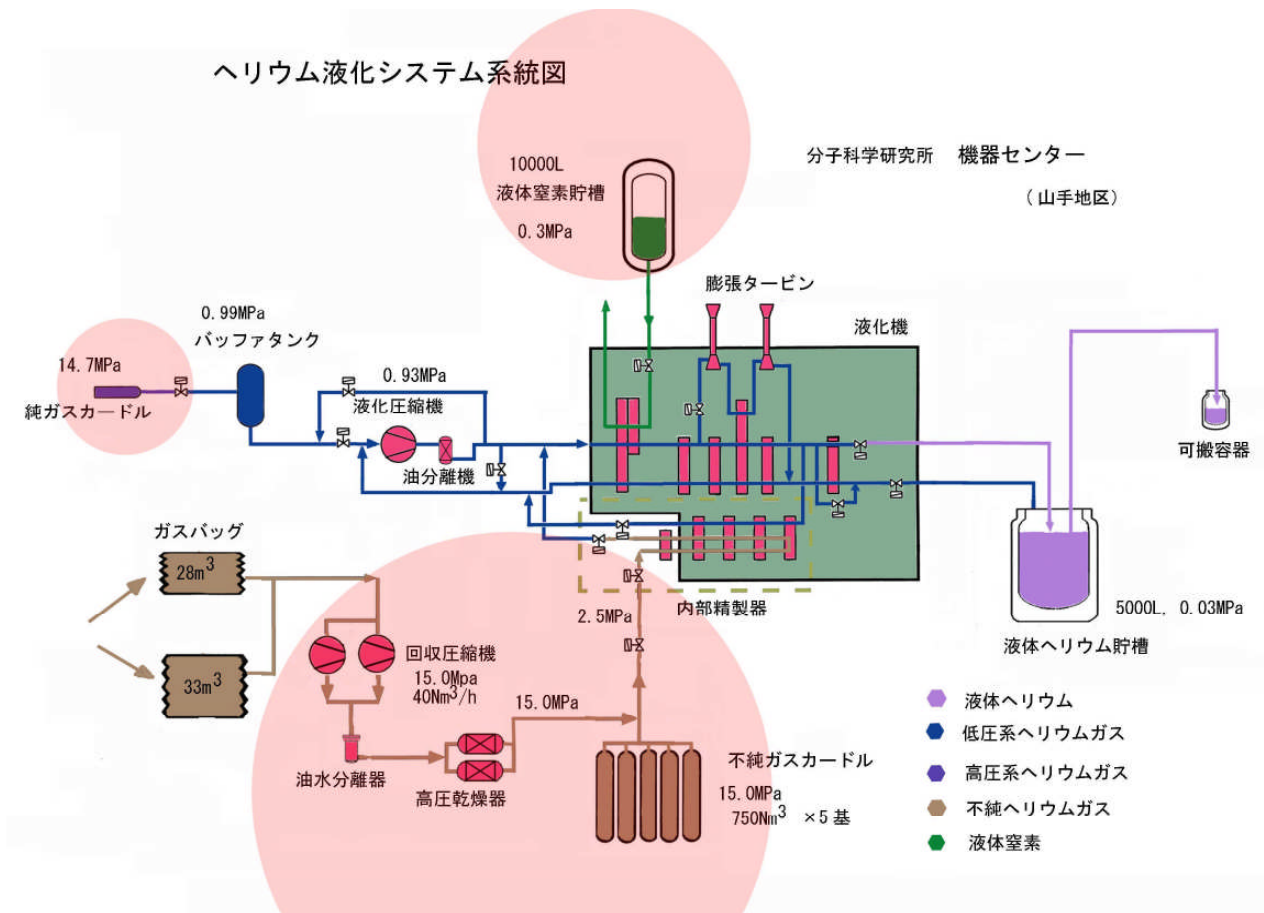 ヘリウム液化システム系統図
分子科学研究所　機器センター
（山手地区）
10000L
液体窒素貯槽
0.3MPa
膨張タービン
液化機
0.99MPa
バッファタンク
14.7MPa
純ガスカードル
0.93MPa
液化圧縮機
油分離機
可搬容器
ガスバッグ
28m³
33m³
内部精製器
2.5MPa
5000L, 0.03MPa
液体ヘリウム貯槽
回収圧縮機
15.0Mpa
40Nm³/h
15.0MPa
油水分離器
高圧乾燥器
不純ガスカードル
15.0MPa
750Nm³ ×5基
液体ヘリウム
低圧系ヘリウムガス
高圧系ヘリウムガス
不純ヘリウムガス
液体窒素